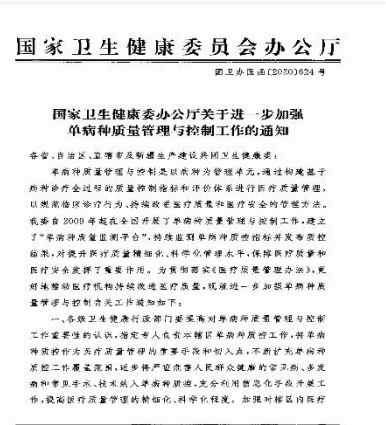 国家卫生健康委员会办公厅
国卫办医函〔2020〕624号
国家卫生健康委办公厅关于进一步加强
单病种质量管理与控制工作的通知
各省、自治区、直辖市及新疆生产建设兵团卫生健康委:
单病种质量管理与控制是以病种为管理单元,通过构建基于
病种诊疗全过程的质量控制指标和评价体系进行医疗质量管理,
以规范临床诊疗行为、持续改进医疗质量和医疗安全的管理方法。
我委自2009年起在全国开展了单病种质量管理与控制工作,建立
了“单病种质量监测平台”,持续监测单病种质控指标并发布质控
结果,对提升医疗质量精细化、科学化管理水平,保障医疗质量和
医疗安全发挥了重要作用。为贯彻落实《医疗质量管理办法》,更
好地推动医疗机构持续改进医疗质量,现就进一步加强单病种质
量管理与控制有关工作通知如下:
一、各级卫生健康行政部门要提高对单病种质量管理与控制
工作重要性的认识,指定专人负责本辖区单病种质控工作,将单病
种质控作为医疗质量管理的重要手段和切入点,不断扩充单病种
质控工作覆盖范围,逐步将严重危害人民群众健康的常见病、多发
病和常见手术、技术纳入单病种质控,充分利用信息化手段开展工
作,提高医疗质量管理的精细化、科学化程度。加强对辖区内医疗